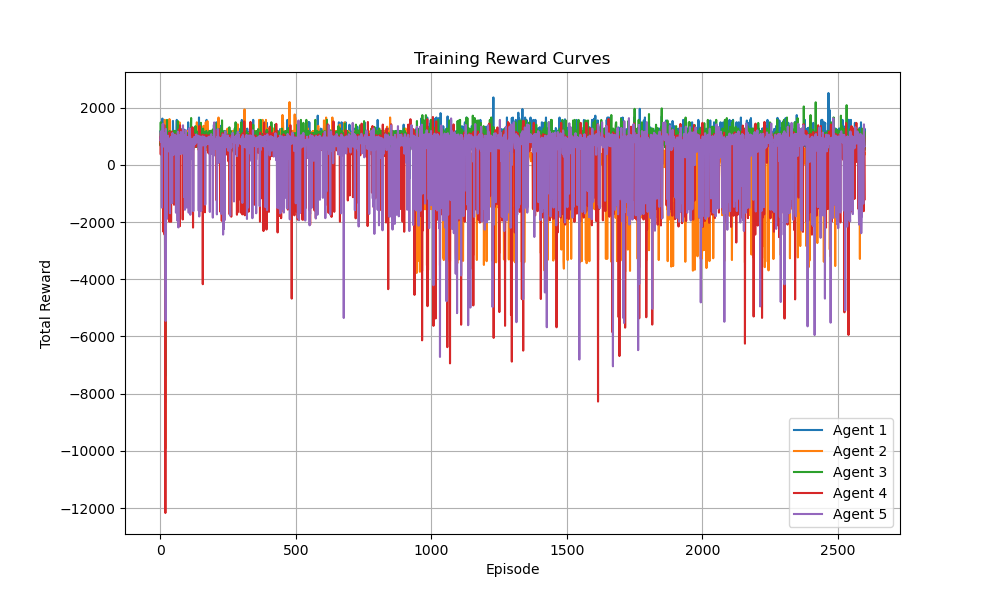 Training Reward Curves
Total Reward
2000
0
−2000
−4000
−6000
−8000
−10000
−12000
0 500 1000 1500 2000 2500
Episode
Agent 1
Agent 2
Agent 3
Agent 4
Agent 5